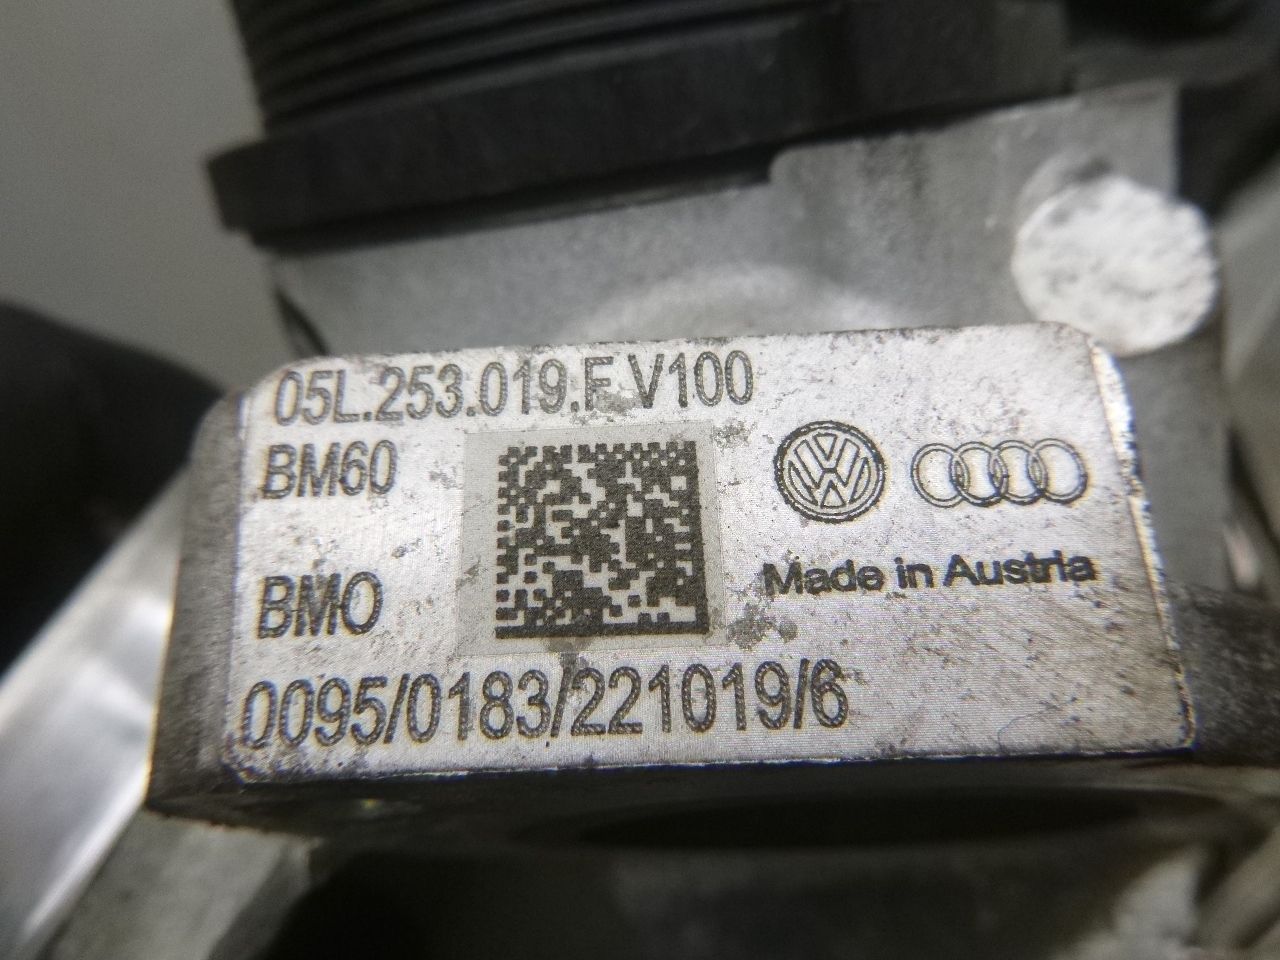 05L.253.019.F V100
BM60
BMO
Made in Austria
0095/0183/221019/6